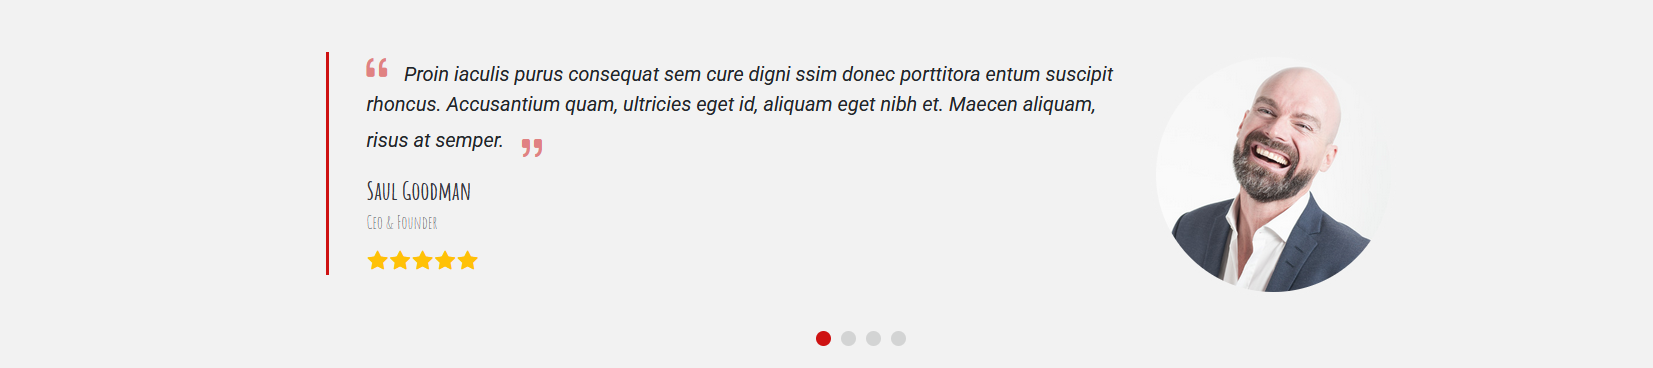 “ Proin iaculis purus consequat sem cure digni ssim donec porttitora entum suscipit
rhoncus. Accusantium quam, ultricies eget id, aliquam eget nibh et. Maecen aliquam,
risus at semper. ”
Saul Goodman
Ceo & Founder